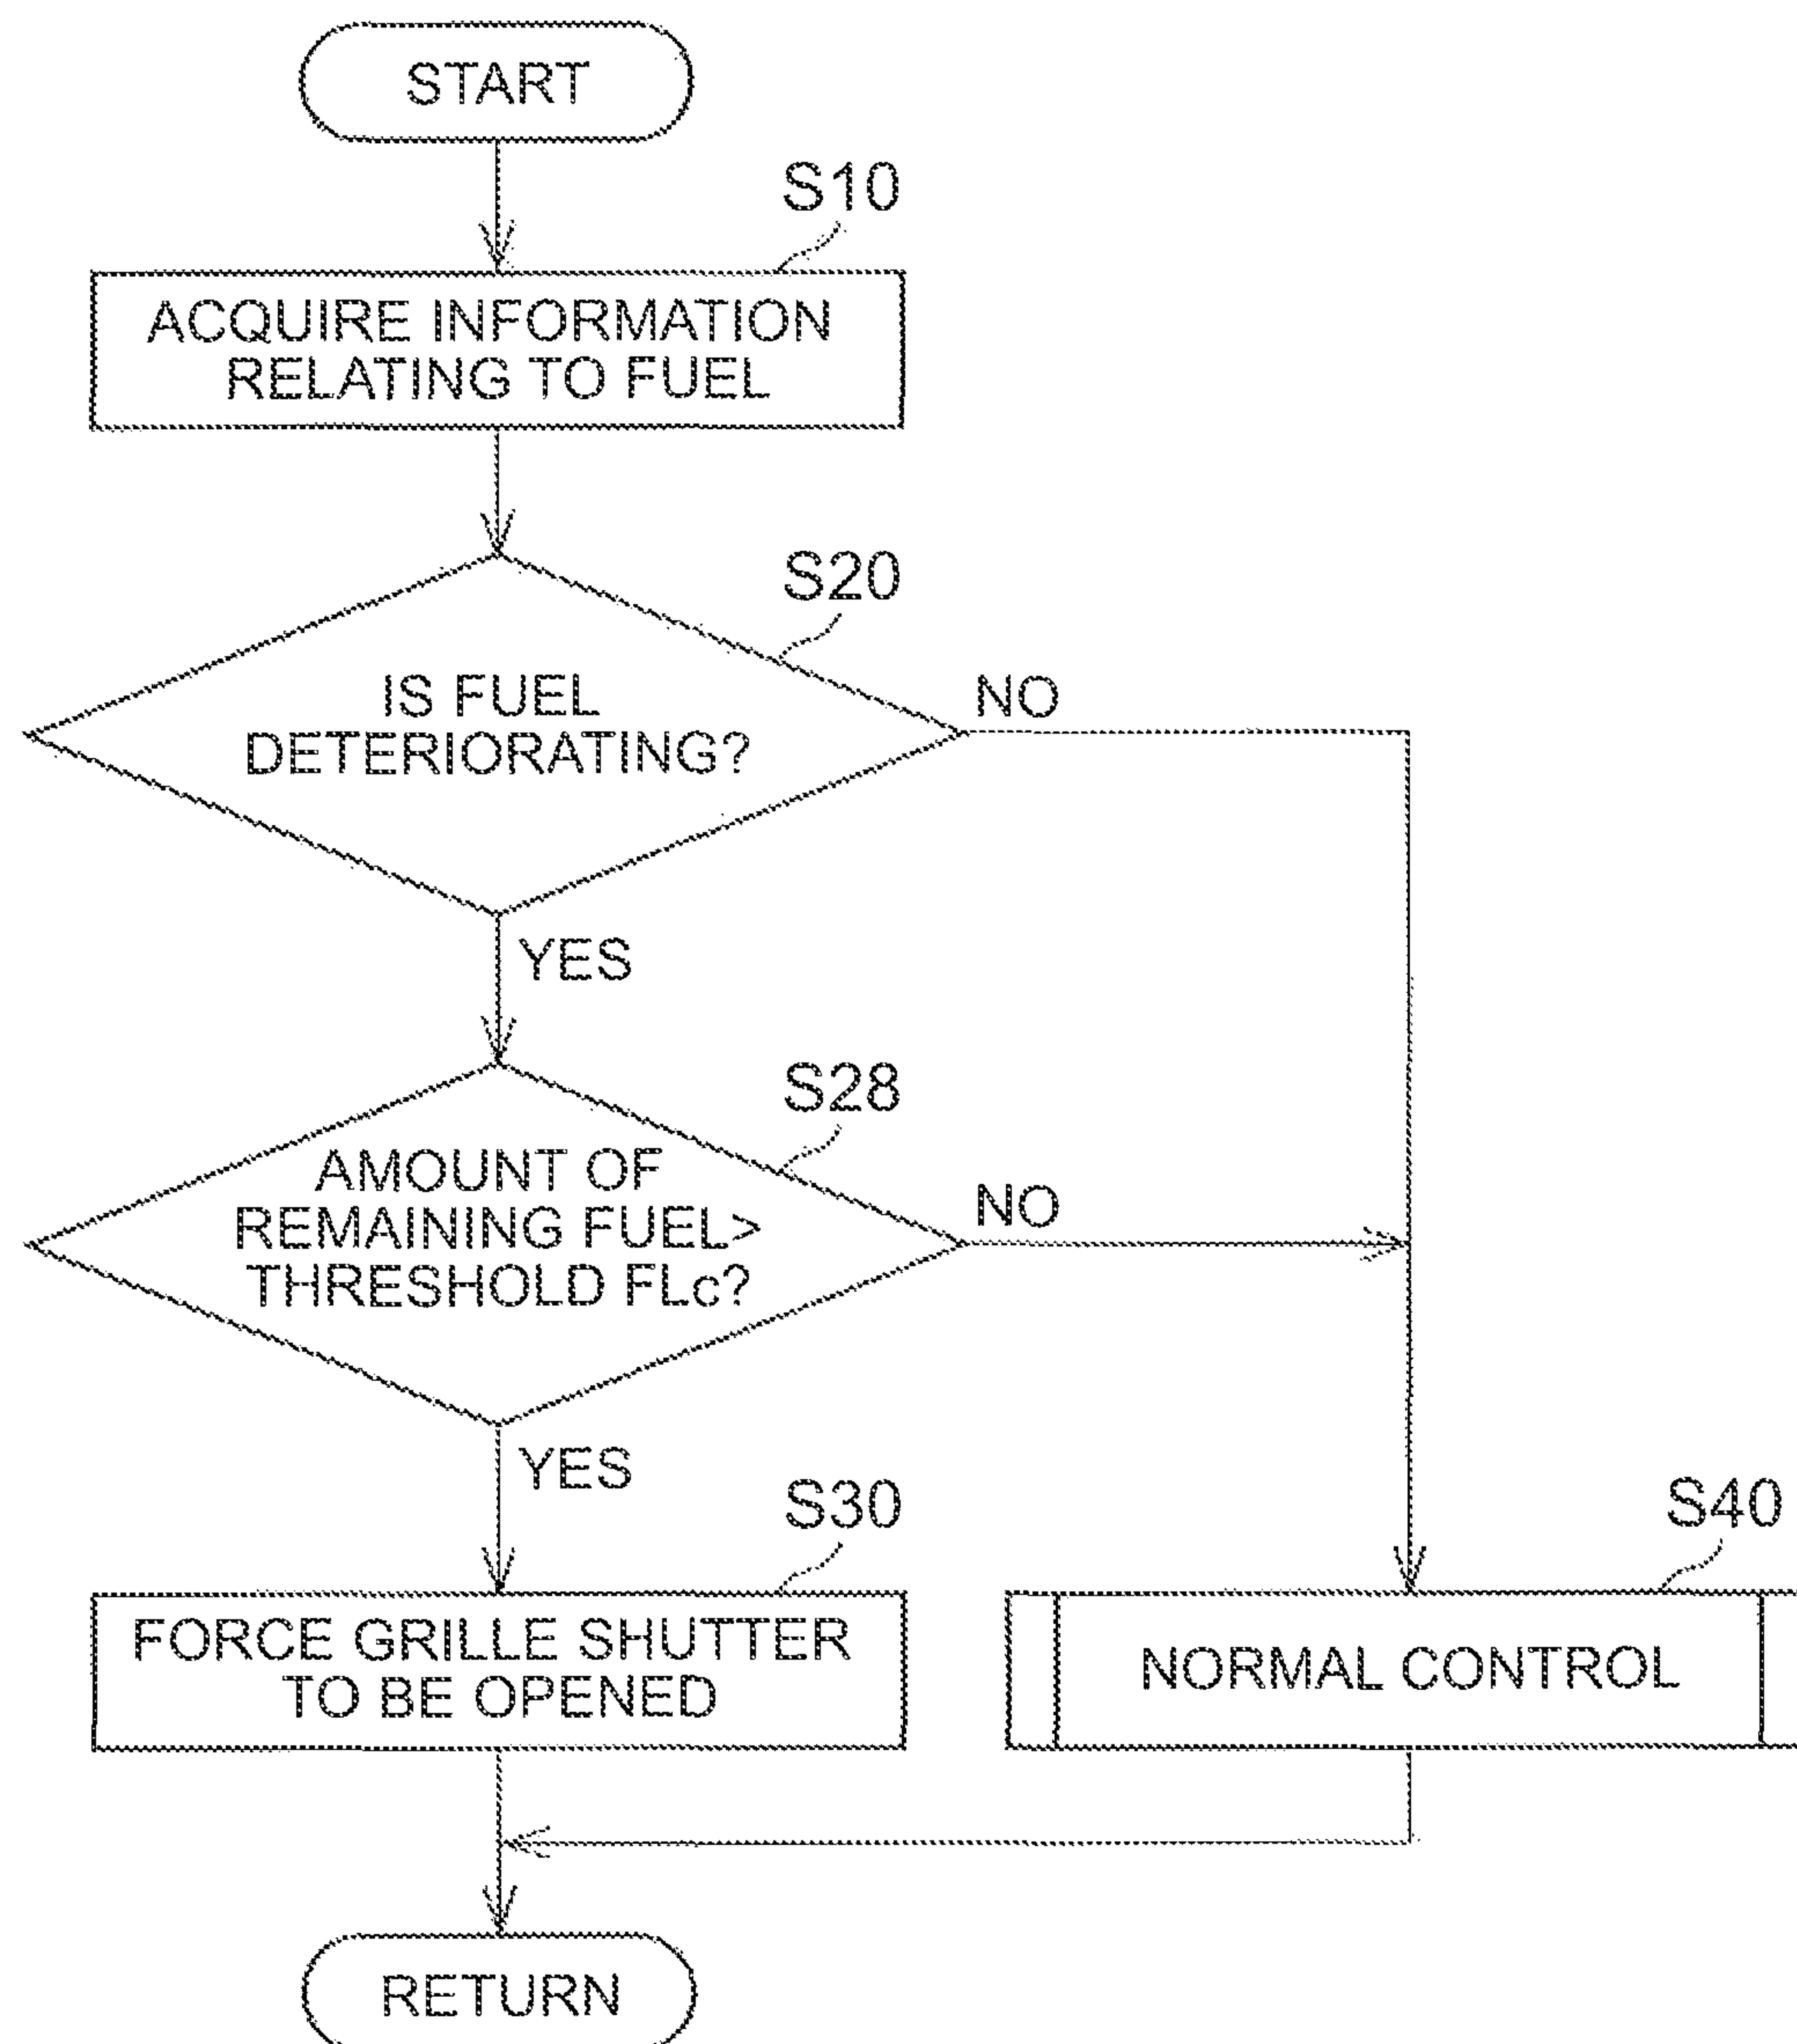 START
S10
ACQUIRE INFORMATION
RELATING TO FUEL
S20
IS FUEL
DETERIORATING?
NO
YES
S28
AMOUNT OF
REMAINING FUEL>
THRESHOLD FLc?
NO
YES
S30
FORCE GRILLE SHUTTER
TO BE OPENED
S40
NORMAL CONTROL
RETURN